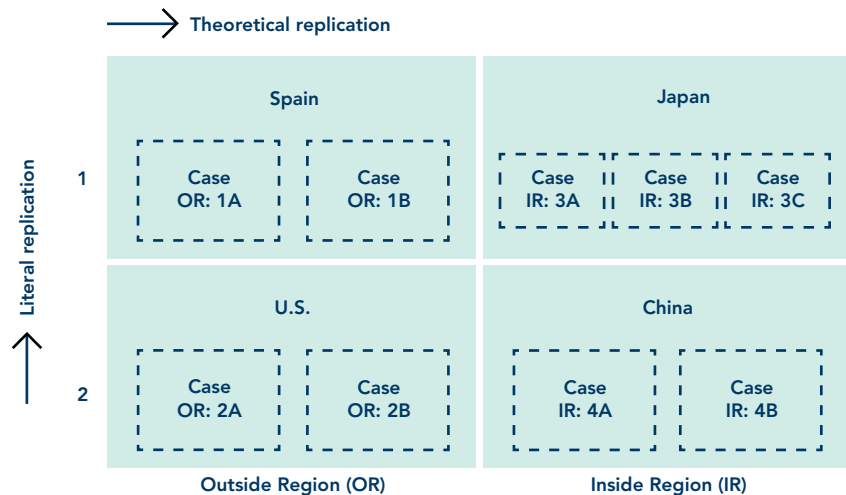 Theoretical replication
Literal replication
1
Spain
Case
OR: 1A
Case
OR: 1B
Japan
Case
IR: 3A
Case
IR: 3B
Case
IR: 3C
2
U.S.
Case
OR: 2A
Case
OR: 2B
China
Case
IR: 4A
Case
IR: 4B
Outside Region (OR)
Inside Region (IR)